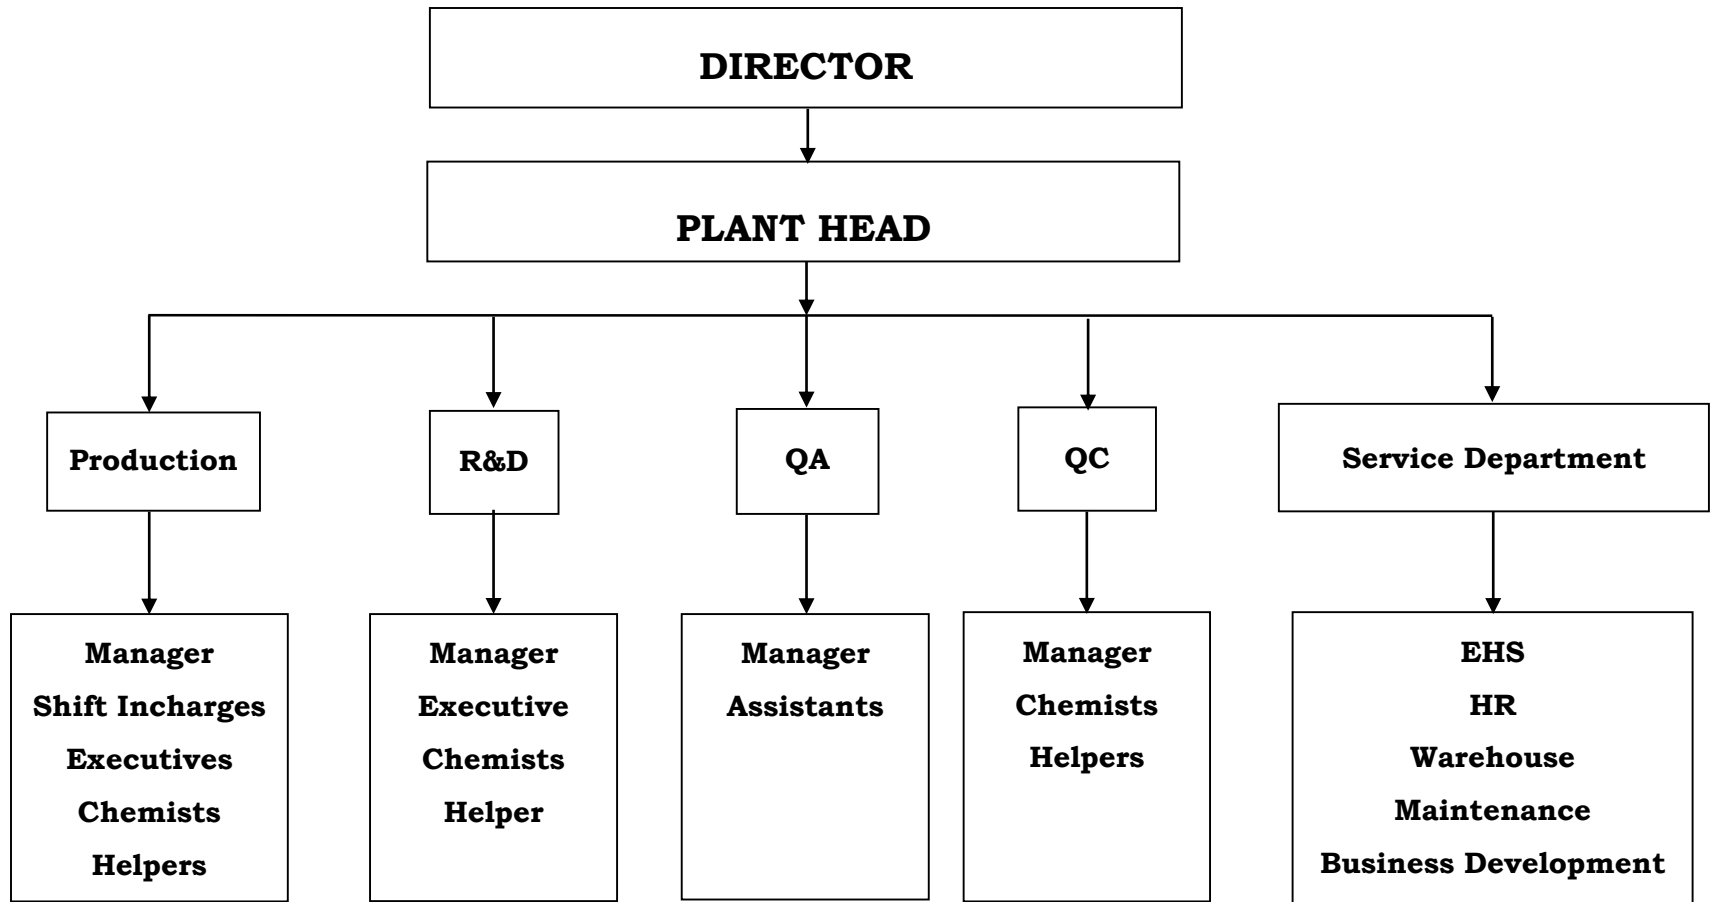 DIRECTOR
PLANT HEAD
Production
R&D
QA
QC
Service Department
Manager
Shift Incharges
Executives
Chemists
Helpers
Manager
Executive
Chemists
Helper
Manager
Assistants
Manager
Chemists
Helpers
EHS
HR
Warehouse
Maintenance
Business Development